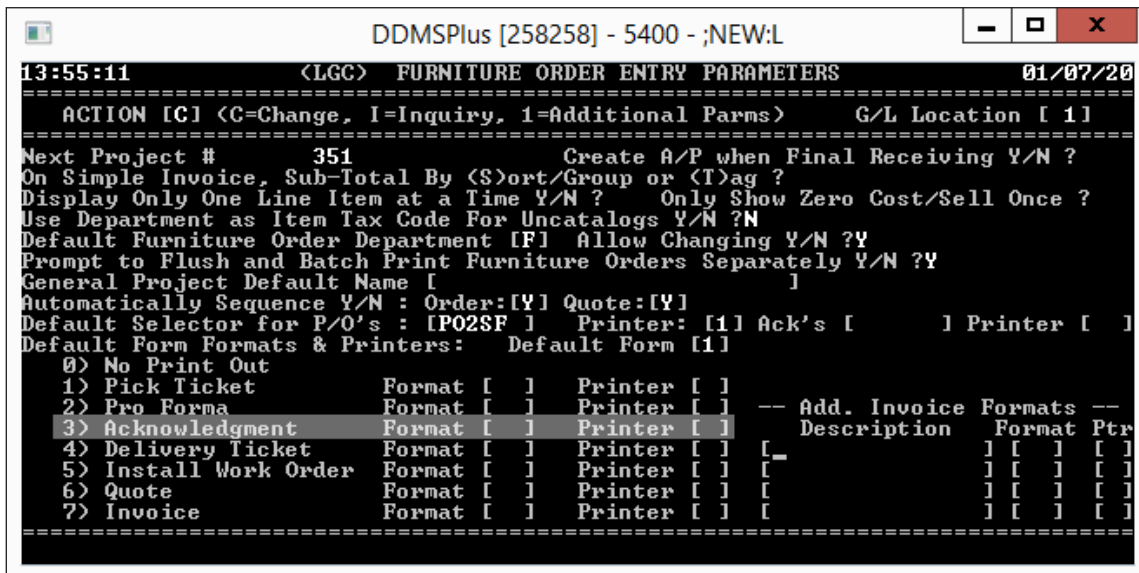 DDMSPlus [258258] - 5400 - ;NEW:L
13:55:11 <LGC> FURNITURE ORDER ENTRY PARAMETERS 01/07/20
ACTION [C] (C=Change, I=Inquiry, 1=Additional Parms) G/L Location [ 1]
Next Project # 351 Create A/P when Final Receiving Y/N ?
On Simple Invoice, Sub-Total By (S)ort/Group or (T)ag ?
Display Only One Line Item at a Time Y/N ? Only Show Zero Cost/Sell Once ?
Use Department as Item Tax Code For Uncatalogs Y/N ?N
Default Furniture Order Department [F] Allow Changing Y/N ?Y
Prompt to Flush and Batch Print Furniture Orders Separately Y/N ?Y
General Project Default Name [ ]
Automatically Sequence Y/N : Order:[Y] Quote:[Y]
Default Selector for P/O's : [PO2SF ] Printer: [1] Ack's [ ] Printer [ ]
Default Form Formats & Printers: Default Form [1]
0) No Print Out
1) Pick Ticket Format [ ] Printer [ ]
2) Pro Forma Format [ ] Printer [ ] -- Add. Invoice Formats --
3) Acknowledgment Format [ ] Printer [ ] Description Format Ptr
4) Delivery Ticket Format [ ] Printer [ ] [_ ] [ ] [ ]
5) Install Work Order Format [ ] Printer [ ] [ ] [ ] [ ]
6) Quote Format [ ] Printer [ ] [ ] [ ] [ ]
7) Invoice Format [ ] Printer [ ] [ ] [ ] [ ]